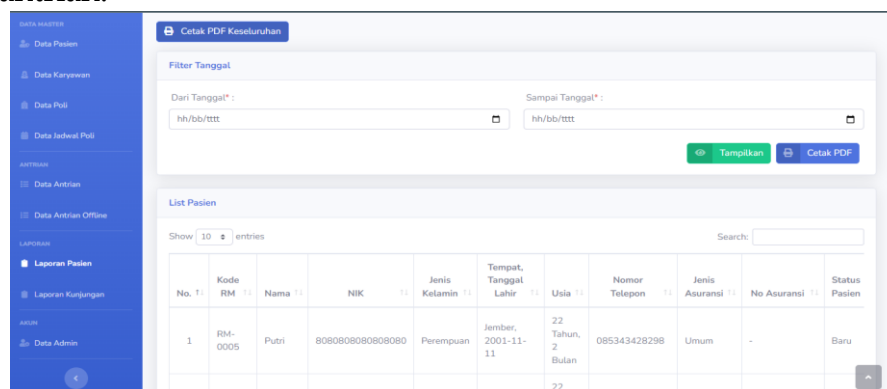 DATA MASTER
Data Pasien
Data Karyawan
Data Poli
Data Jadwal Poli
ANTRIAN
Data Antrian
Data Antrian Offline
LAPORAN
Laporan Pasien
Laporan Kunjungan
AKUN
Data Admin
Cetak PDF Keseluruhan
Filter Tanggal
Dari Tanggal* :
Sampai Tanggal* :
hh/bb/tttt
hh/bb/tttt
Tampilkan
Cetak PDF
List Pasien
Show 10 entries
Search:
No. Kode RM Nama NIK Jenis Kelamin Tempat, Tanggal Lahir Usia Nomor Telepon Jenis Asuransi No Asuransi Status Pasien
1 RM-0005 Putri 8080808080808080 Perempuan Jember, 2001-11-11 22 Tahun, 2 Bulan 085343428298 Umum - Baru
22